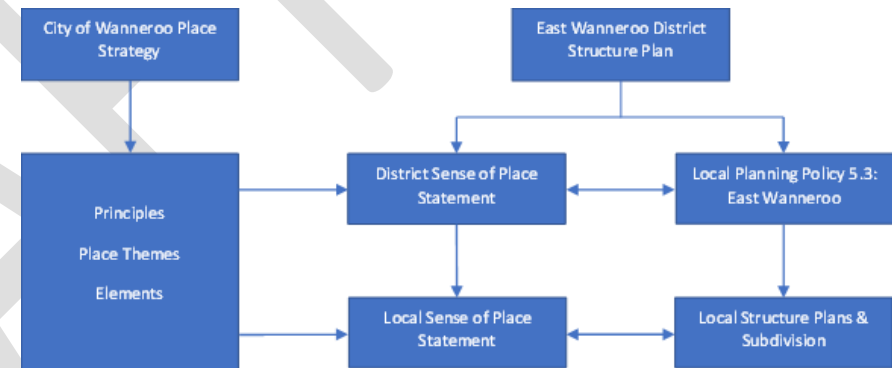 City of Wanneroo Place
Strategy
East Wanneroo District
Structure Plan
Principles
Place Themes
Elements
District Sense of Place
Statement
Local Planning Policy 5.3:
East Wanneroo
Local Sense of Place
Statement
Local Structure Plans &
Subdivision